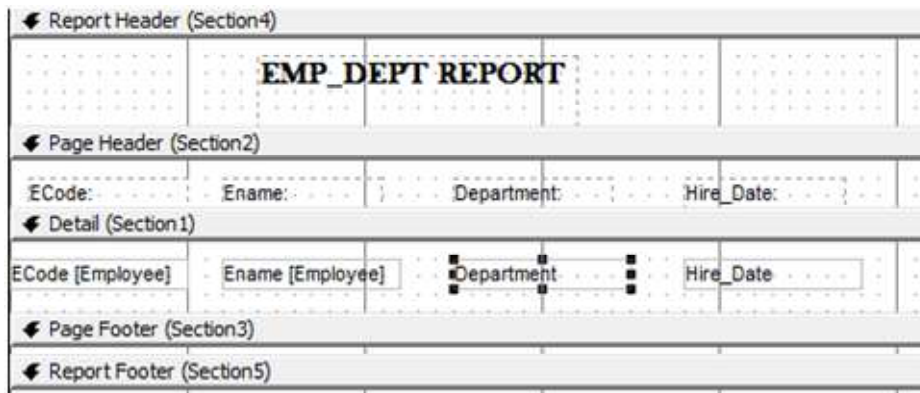 Report Header (Section4)
EMP_DEPT REPORT
Page Header (Section2)
ECode: Ename: Department: Hire_Date:
Detail (Section1)
ECode [Employee] Ename [Employee] Department Hire_Date
Page Footer (Section3)
Report Footer (Section5)